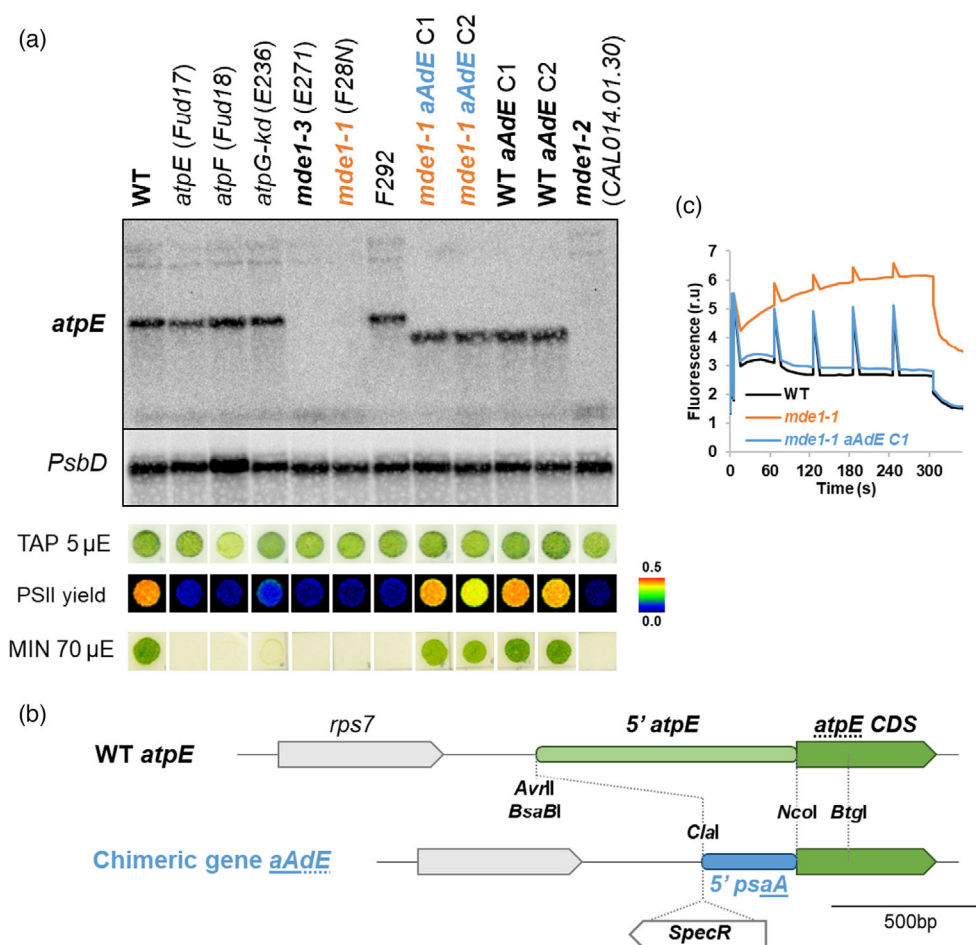 (a)
WT
atpE (Fud17)
atpF (Fud18)
atpG-kd (E236)
mde1-3 (E271)
mde1-1 (F28N)
F292
mde1-1 aAdE C1
mde1-1 aAdE C2
WT aAdE C1
WT aAdE C2
mde1-2
(CAL014.01.30)
atpE
PsbD
TAP 5 µE
PSII yield
0.5
0.0
MIN 70 µE
(c)
7
6
5
4
3
2
1
0
Fluorescence (r.u)
WT
mde1-1
mde1-1 aAdE C1
0 60 120 180 240 300
Time (s)
(b)
rps7
5' atpE
atpE CDS
WT atpE
AvrII
BsaBI
ClaI
NcoI
BtgI
Chimeric gene aAdE
5' psaA
SpecR
500bp